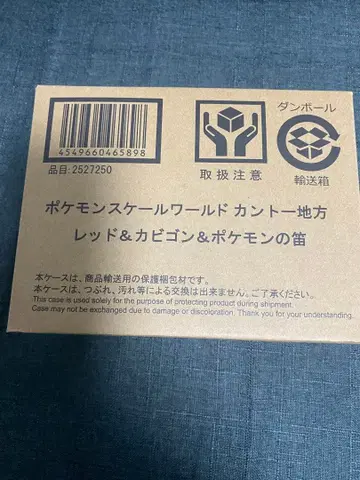 4549660465898
品目:2527250
取扱注意
ダンボール
輸送箱
ポケモンスケールワールド カントー地方
レッド&カビゴン&ポケモンの笛
本ケースは、商品輸送用の保護梱包材です。
本ケースは、つぶれ、汚れ等による交換は出来ません。ご了承ください。
This case is used solely for the purpose of protecting product during shipment.
Case may not be exchanged due to damage or discoloration. Thank you for your understanding.